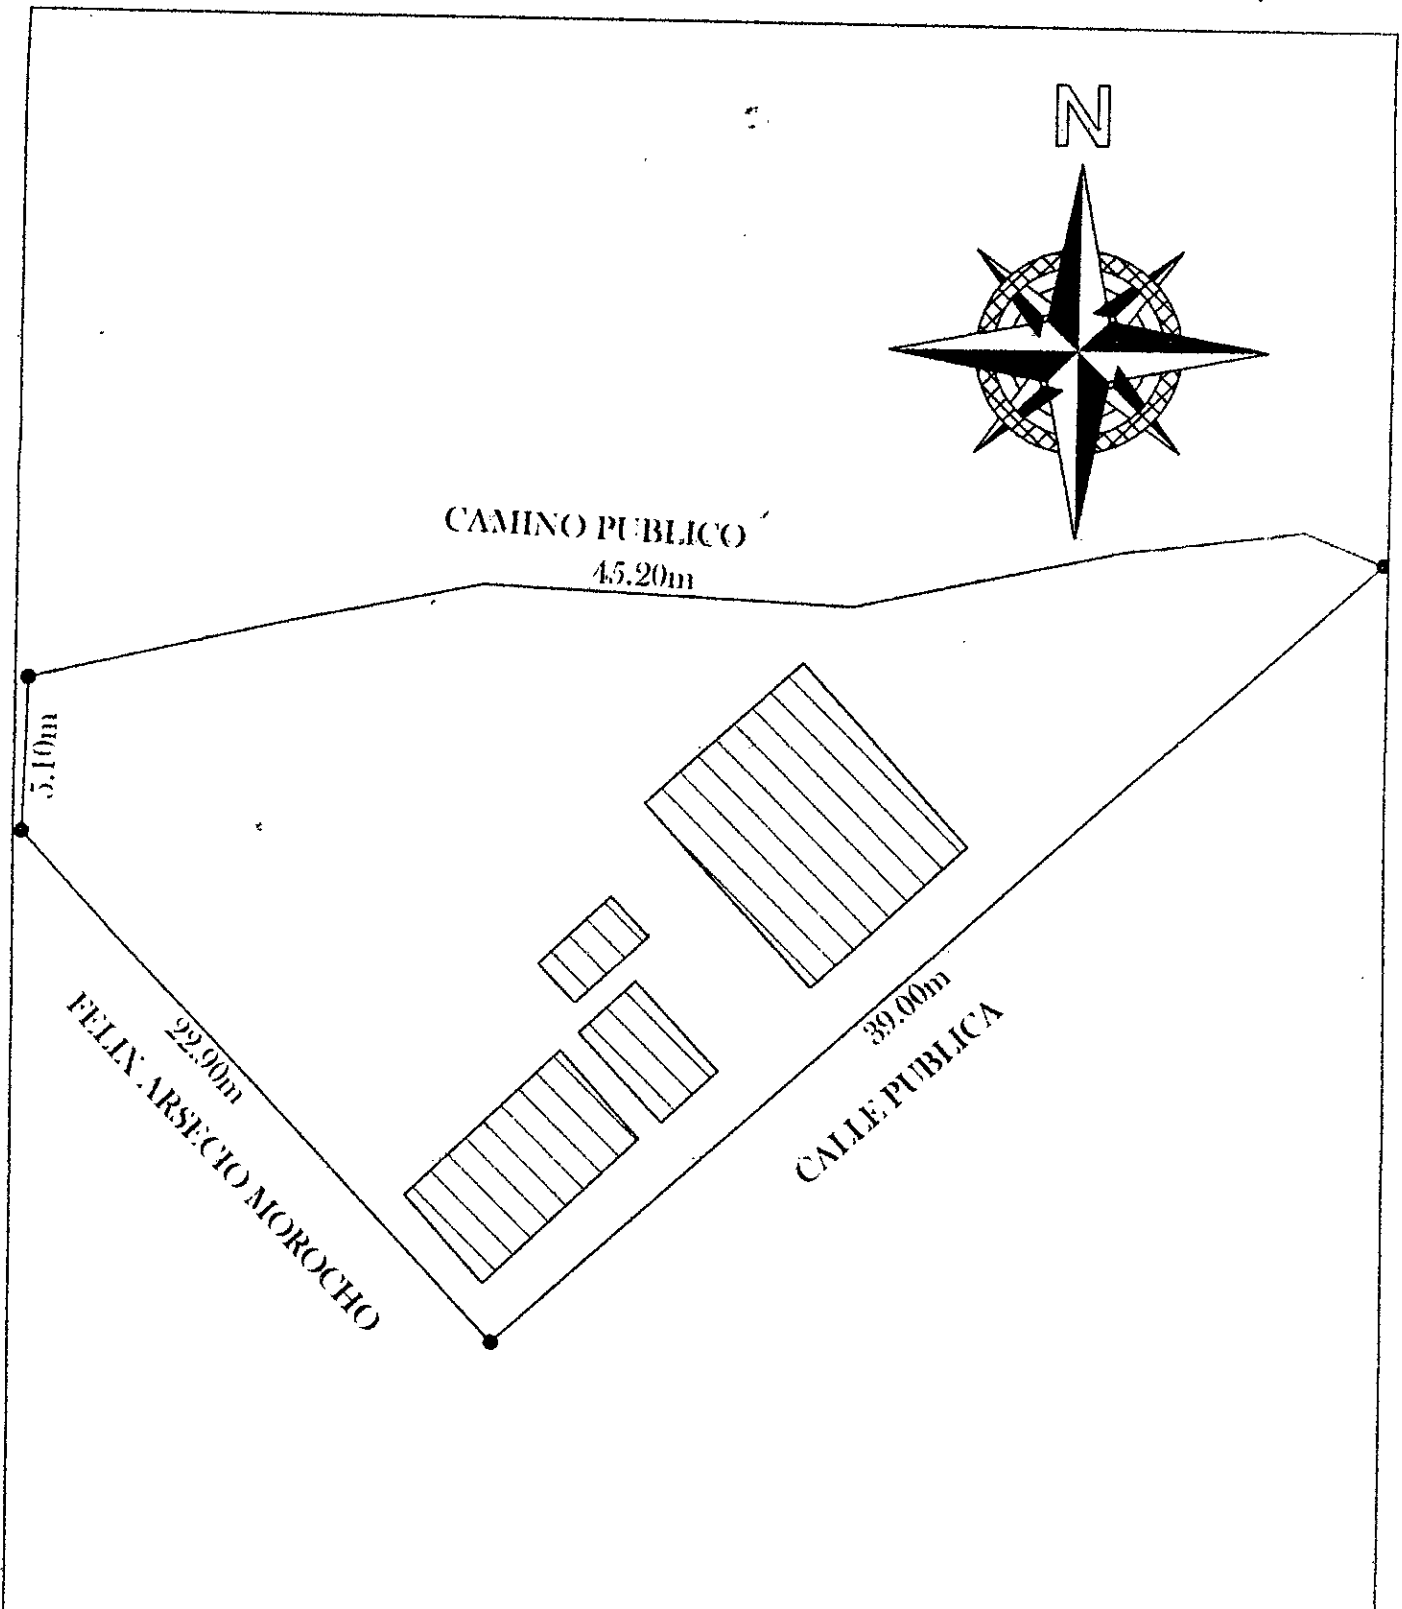 N
CAMINO PUBLICO
45.20m
5.10m
22.90m
FELIX ARSECIO MOROCHO
39.00m
CALLE PUBLICA